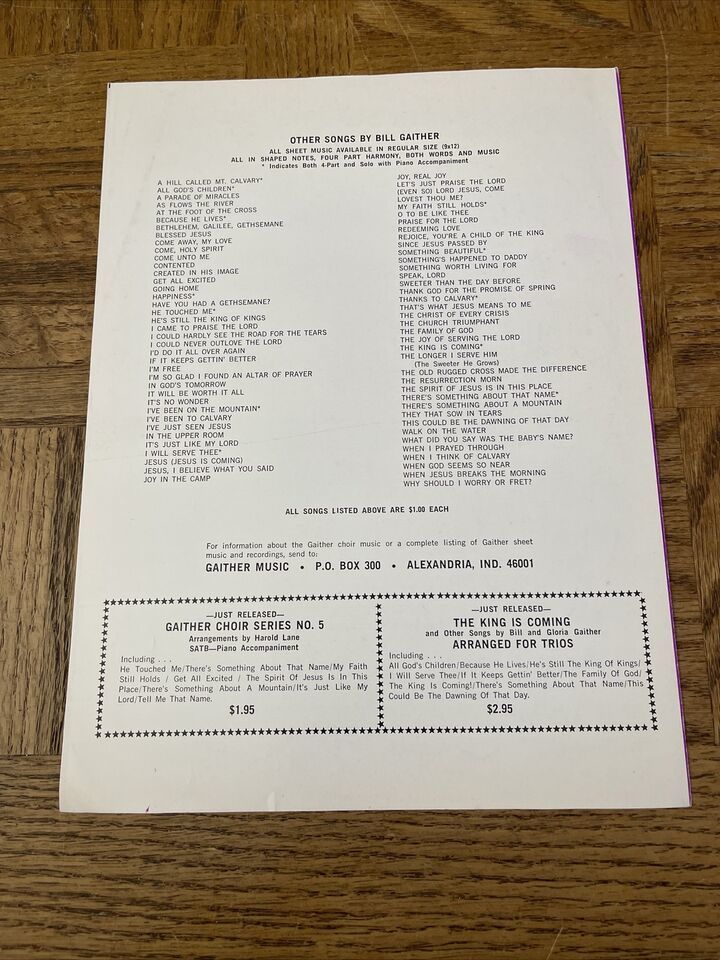 OTHER SONGS BY BILL GAITHER
ALL SHEET MUSIC AVAILABLE IN REGULAR SIZE (9x12)
ALL IN SHAPED NOTES, FOUR PART HARMONY, BOTH WORDS AND MUSIC
* Indicates Both 4-Part and Solo with Piano Accompaniment
A HILL CALLED MT. CALVARY*
ALL GOD'S CHILDREN*
A PARADE OF MIRACLES
AS FLOWS THE RIVER
AT THE FOOT OF THE CROSS
BECAUSE HE LIVES*
BETHLEHEM, GALILEE, GETHSEMANE
BLESSED JESUS
COME AWAY, MY LOVE
COME, HOLY SPIRIT
COME UNTO ME
CONTENTED
CREATED IN HIS IMAGE
GET ALL EXCITED
GOING HOME
HAPPINESS*
HAVE YOU HAD A GETHSEMANE?
HE TOUCHED ME*
HE'S STILL THE KING OF KINGS
I CAME TO PRAISE THE LORD
I COULD HARDLY SEE THE ROAD FOR THE TEARS
I COULD NEVER OUTLOVE THE LORD
I'D DO IT ALL OVER AGAIN
IF IT KEEPS GETTIN' BETTER
I'M FREE
I'M SO GLAD I FOUND AN ALTAR OF PRAYER
IN GOD'S TOMORROW
IT WILL BE WORTH IT ALL
IT'S NO WONDER
I'VE BEEN ON THE MOUNTAIN*
I'VE BEEN TO CALVARY
I'VE JUST SEEN JESUS
IN THE UPPER ROOM
IT'S JUST LIKE MY LORD
I WILL SERVE THEE*
JESUS (JESUS IS COMING)
JESUS, I BELIEVE WHAT YOU SAID
JOY IN THE CAMP
JOY, REAL JOY
LET'S JUST PRAISE THE LORD
(EVEN SO) LORD JESUS, COME
LOVEST THOU ME?
MY FAITH STILL HOLDS*
O TO BE LIKE THEE
PRAISE FOR THE LORD
REDEEMING LOVE
REJOICE, YOU'RE A CHILD OF THE KING
SINCE JESUS PASSED BY
SOMETHING BEAUTIFUL*
SOMETHING'S HAPPENED TO DADDY
SOMETHING WORTH LIVING FOR
SPEAK, LORD
SWEETER THAN THE DAY BEFORE
THANK GOD FOR THE PROMISE OF SPRING
THANKS TO CALVARY*
THAT'S WHAT JESUS MEANS TO ME
THE CHRIST OF EVERY CRISIS
THE CHURCH TRIUMPHANT
THE FAMILY OF GOD
THE JOY OF SERVING THE LORD
THE KING IS COMING*
THE LONGER I SERVE HIM
(The Sweeter He Grows)
THE OLD RUGGED CROSS MADE THE DIFFERENCE
THE RESURRECTION MORN
THE SPIRIT OF JESUS IS IN THIS PLACE
THERE'S SOMETHING ABOUT THAT NAME*
THERE'S SOMETHING ABOUT A MOUNTAIN
THEY THAT SOW IN TEARS
THIS COULD BE THE DAWNING OF THAT DAY
WALK ON THE WATER
WHAT DID YOU SAY WAS THE BABY'S NAME?
WHEN I PRAYED THROUGH
WHEN I THINK OF CALVARY
WHEN GOD SEEMS SO NEAR
WHEN JESUS BREAKS THE MORNING
WHY SHOULD I WORRY OR FRET?
ALL SONGS LISTED ABOVE ARE $1.00 EACH
For information about the Gaither choir music or a complete listing of Gaither sheet
music and recordings, send to:
GAITHER MUSIC • P.O. BOX 300 • ALEXANDRIA, IND. 46001
—JUST RELEASED—
GAITHER CHOIR SERIES NO. 5
Arrangements by Harold Lane
SATB—Piano Accompaniment
Including . . .
He Touched Me/There's Something About That Name/My Faith
Still Holds / Get All Excited / The Spirit Of Jesus Is In This
Place/There's Something About A Mountain/It's Just Like My
Lord/Tell Me That Name.
$1.95
—JUST RELEASED—
THE KING IS COMING
and Other Songs by Bill and Gloria Gaither
ARRANGED FOR TRIOS
Including . . .
All God's Children/Because He Lives/He's Still The King Of Kings/
I Will Serve Thee/If It Keeps Gettin' Better/The Family Of God/
The King Is Coming!/There's Something About That Name/This
Could Be The Dawning Of That Day.
$2.95